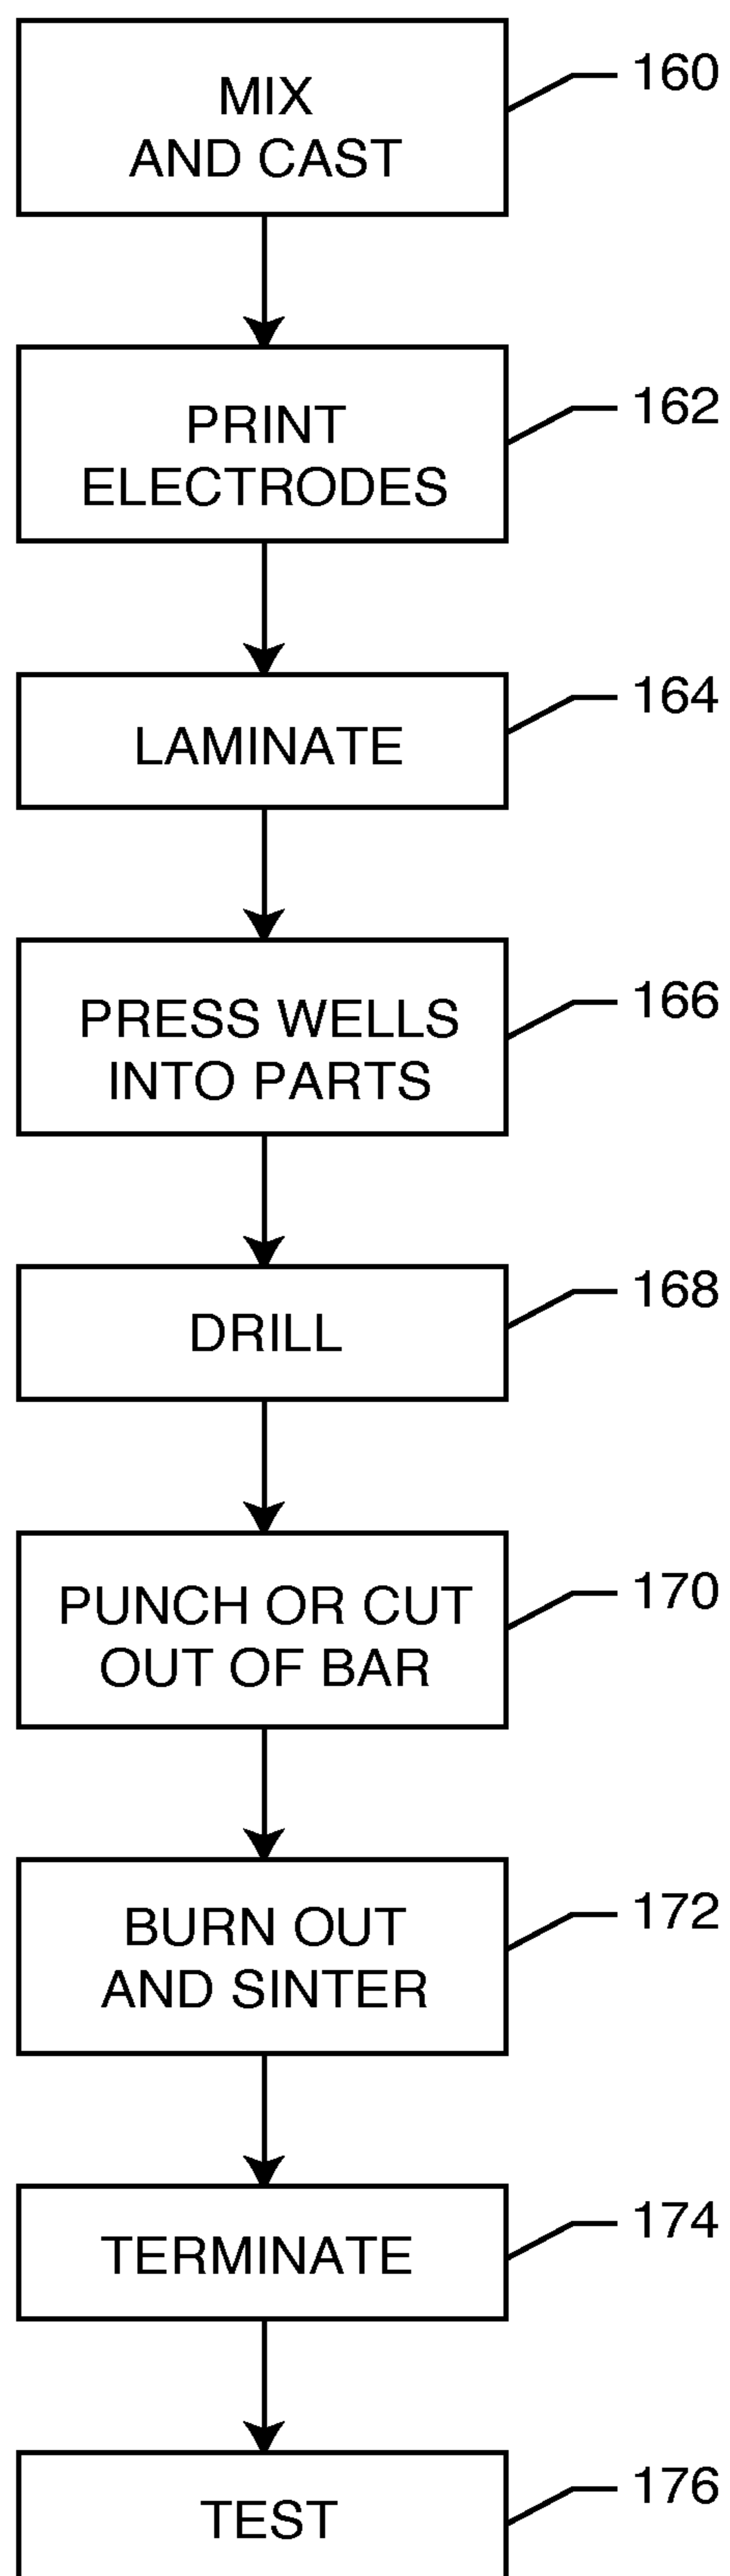 MIX
AND CAST
160
PRINT
ELECTRODES
162
LAMINATE
164
PRESS WELLS
INTO PARTS
166
DRILL
168
PUNCH OR CUT
OUT OF BAR
170
BURN OUT
AND SINTER
172
TERMINATE
174
TEST
176